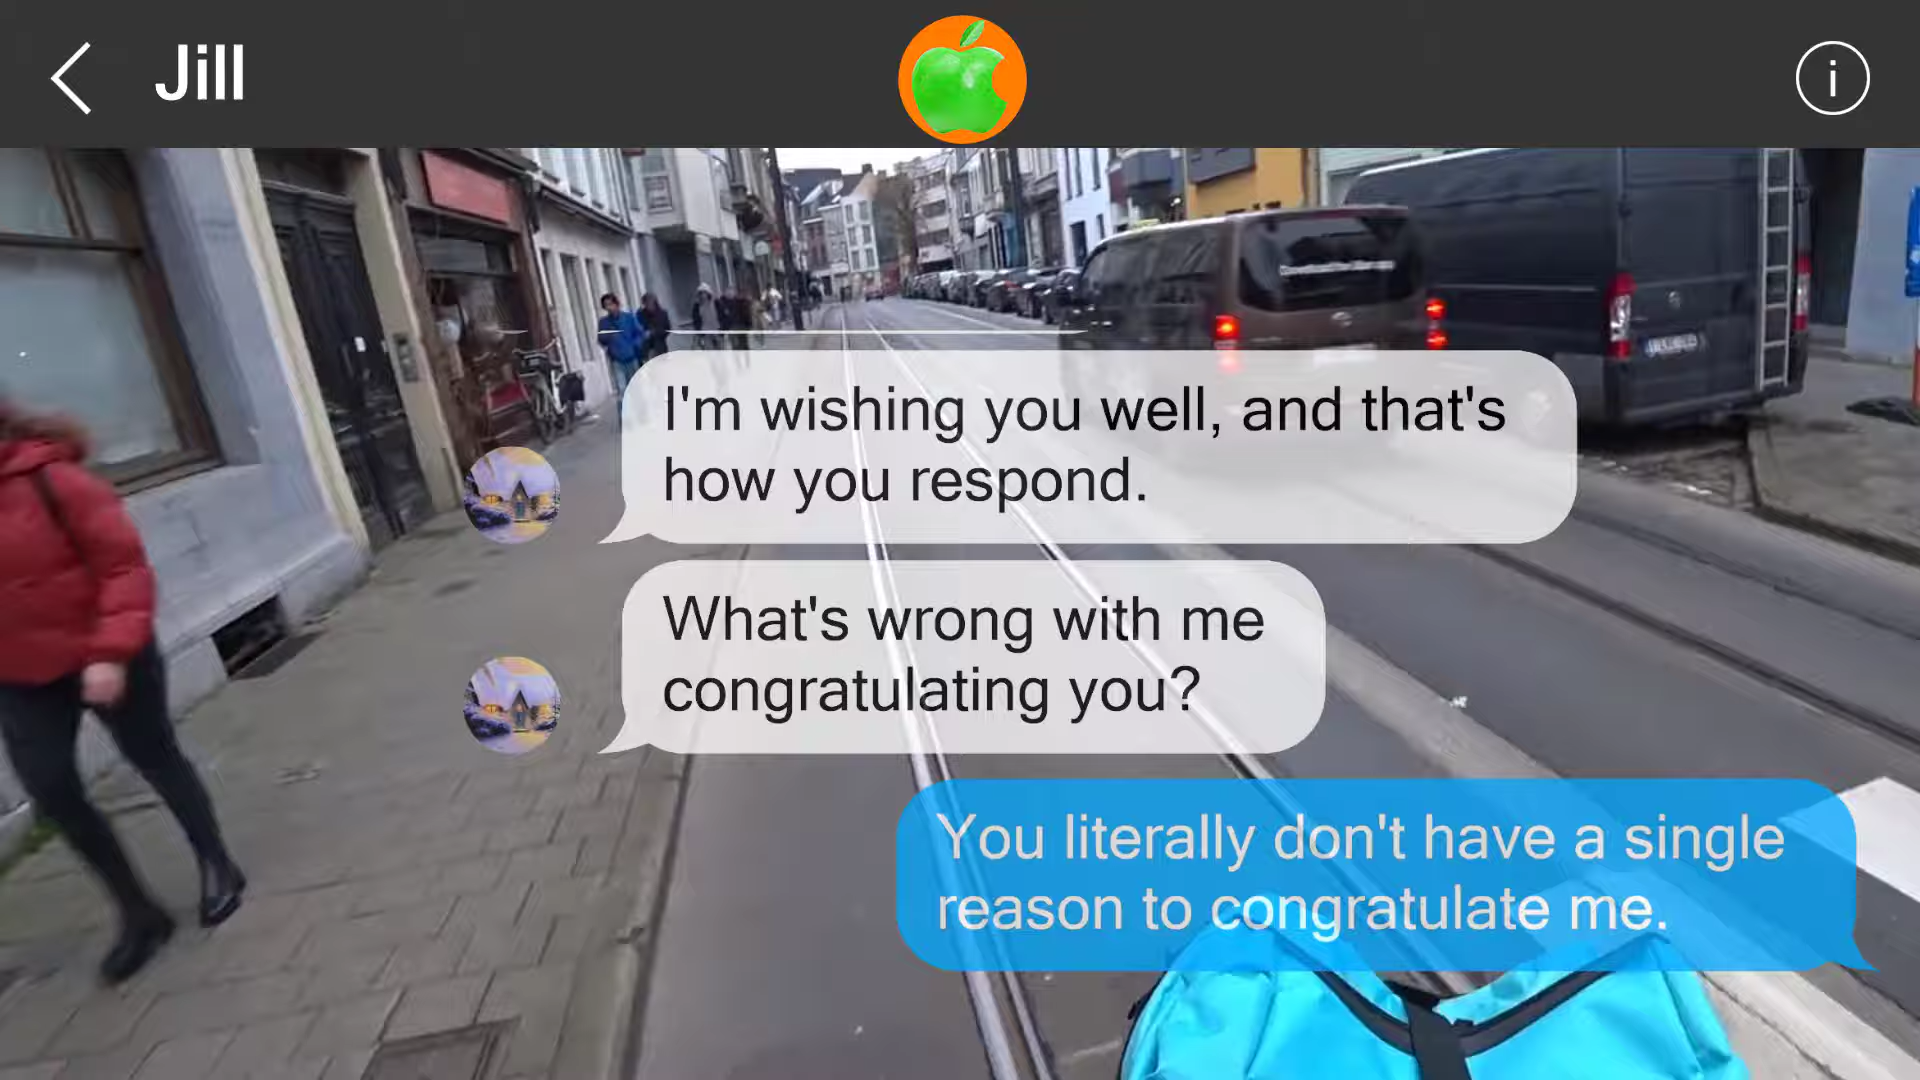 Jill
i
I'm wishing you well, and that's
how you respond.
What's wrong with me
congratulating you?
You literally don't have a single
reason to congratulate me.